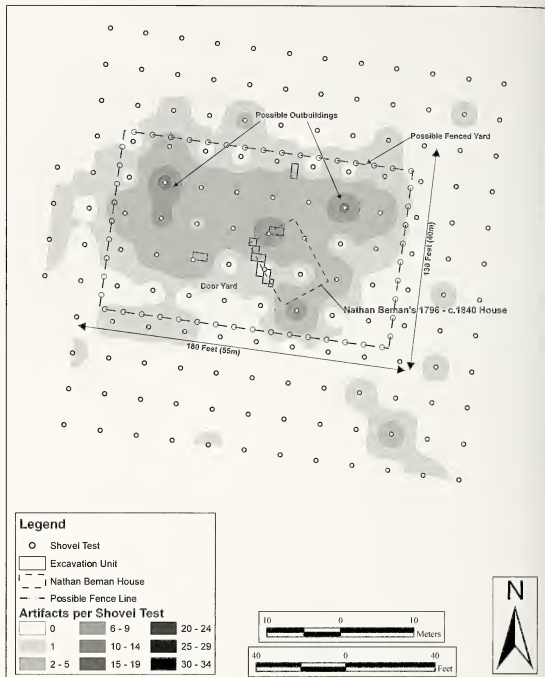 Possible Outbuildings
Possible Fenced Yard
130 Feet (40m)
Door Yard
Nathan Beman's 1796 - c.1840 House
180 Feet (55m)
Legend
Shovel Test
Excavation Unit
Nathan Beman House
Possible Fence Line
Artifacts per Shovel Test
0 6 - 9 20 - 24
1 10 - 14 25 - 29
2 - 5 15 - 19 30 - 34
10 0 10
Meters
40 0 40
Feet
N